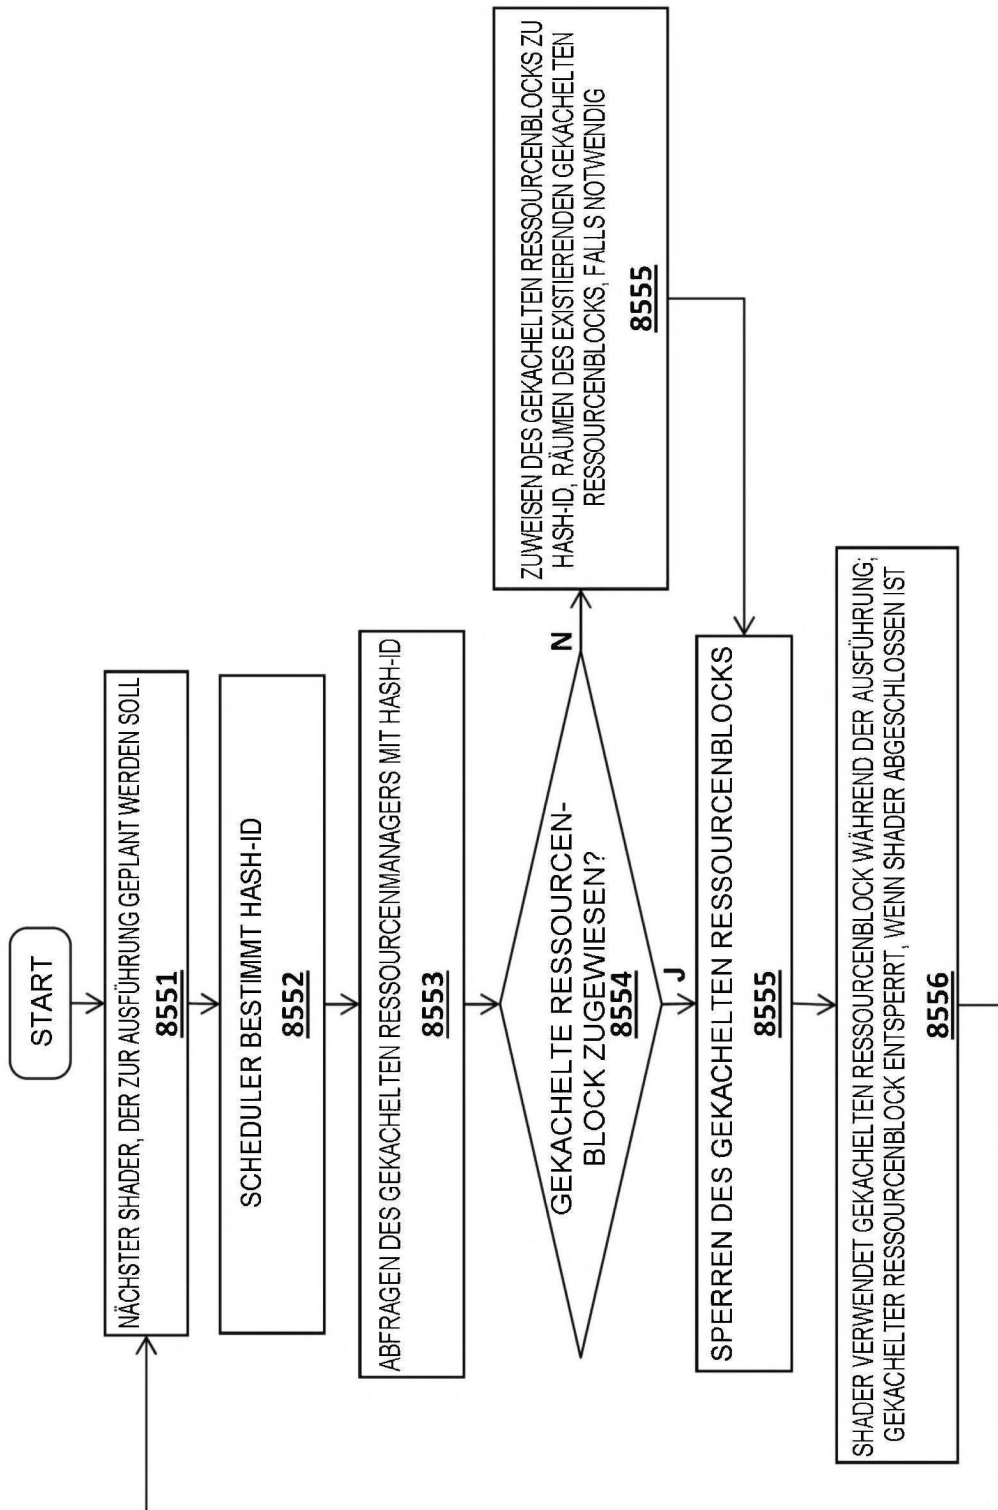 START
NÄCHSTER SHADER, DER ZUR AUSFÜHRUNG GEPLANT WERDEN SOLL
8551
SCHEDULER BESTIMMT HASH-ID
8552
ABFRAGEN DES GEKACHELTEN RESSOURCENMANAGERS MIT HASH-ID
8553
GEKACHELTE RESSOURCEN-
BLOCK ZUGEWIESEN?
8554
N
J
ZUWEISEN DES GEKACHELTEN RESSOURCENBLOCKS ZU
HASH-ID, RÄUMEN DES EXISTIERENDEN GEKACHELTEN
RESSOURCENBLOCKS, FALLS NOTWENDIG
8555
SPERREN DES GEKACHELTEN RESSOURCENBLOCKS
8555
SHADER VERWENDET GEKACHELTEN RESSOURCENBLOCK WÄHREND DER AUSFÜHRUNG;
GEKACHELTER RESSOURCENBLOCK ENTSPERRT, WENN SHADER ABGESCHLOSSEN IST
8556